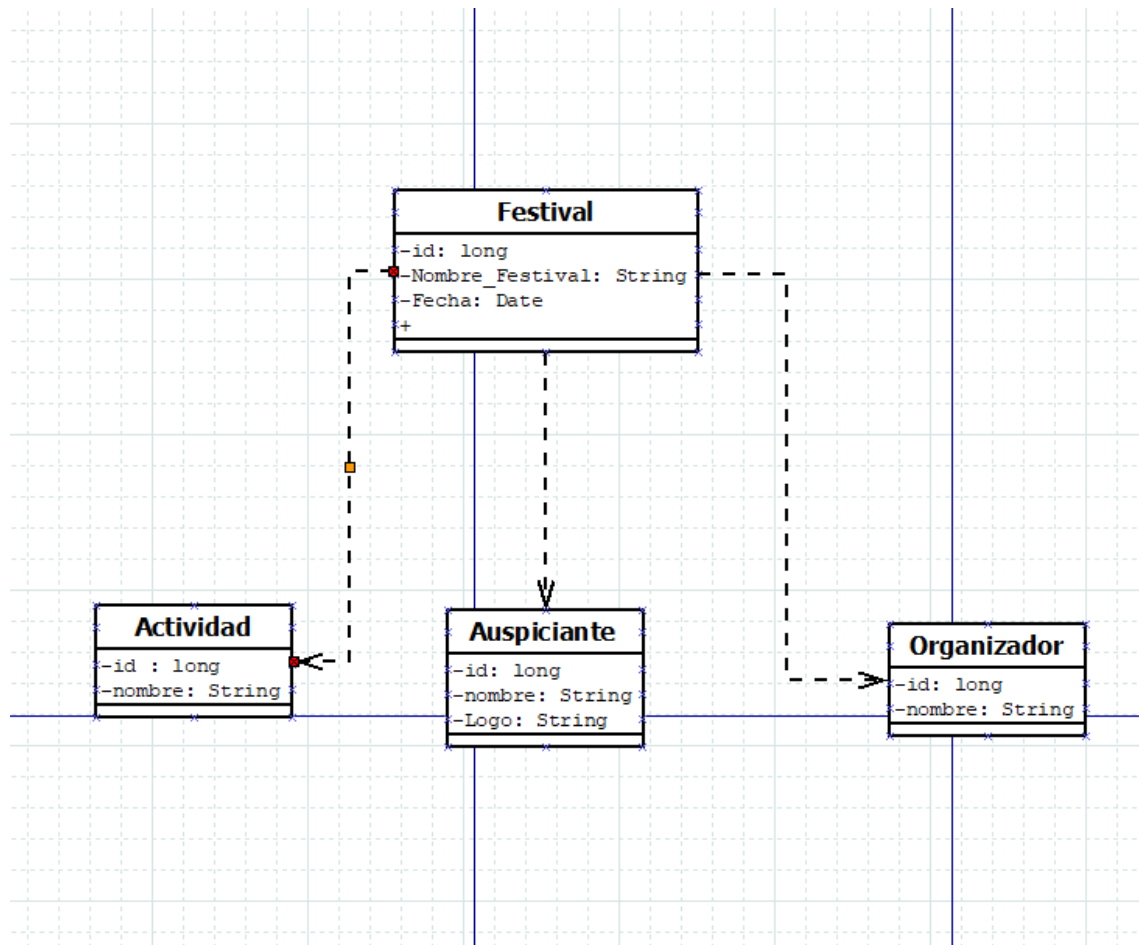 Festival
-id: long
-Nombre_Festival: String
-Fecha: Date
+
Actividad
-id : long
-nombre: String
Auspiciante
-id: long
-nombre: String
-Logo: String
Organizador
-id: long
-nombre: String